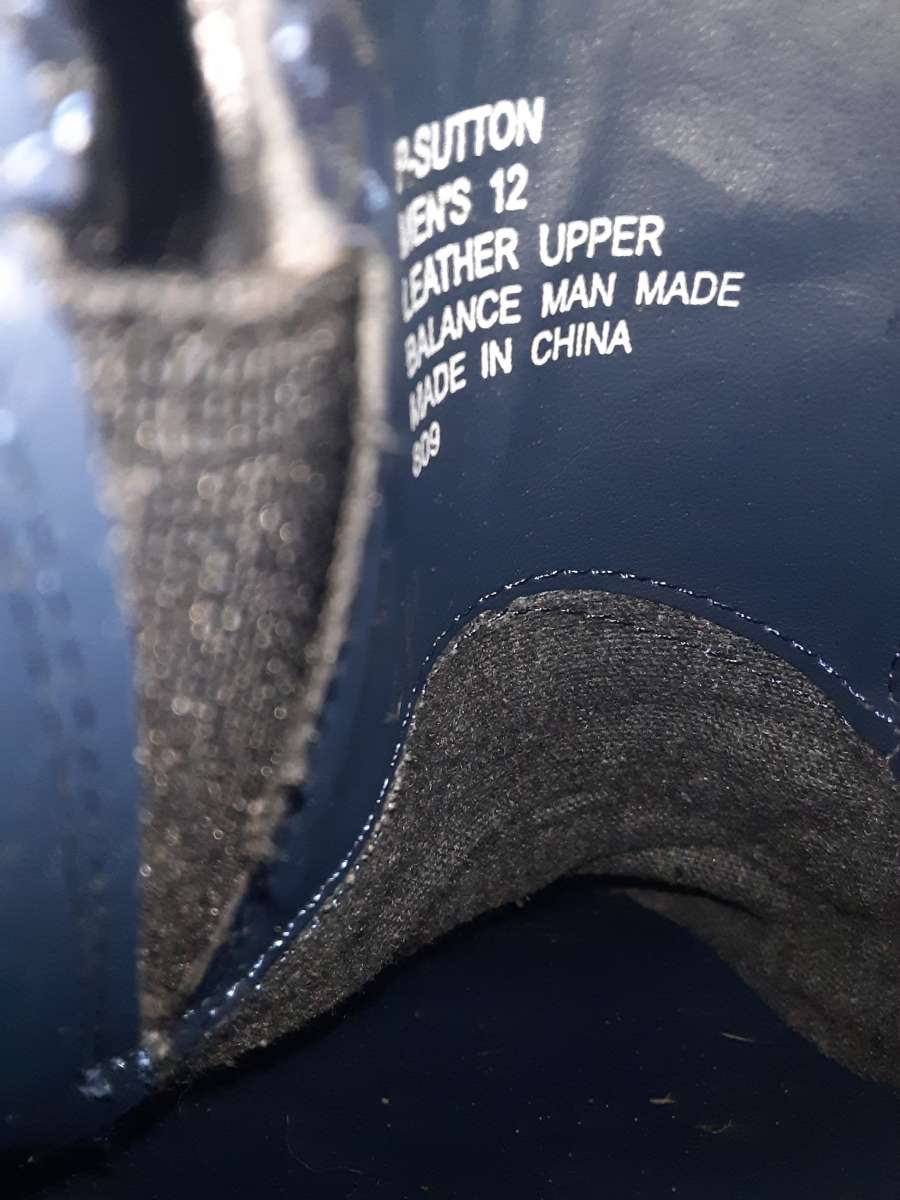 P-SUTTON
MEN'S 12
LEATHER UPPER
BALANCE MAN MADE
MADE IN CHINA
809